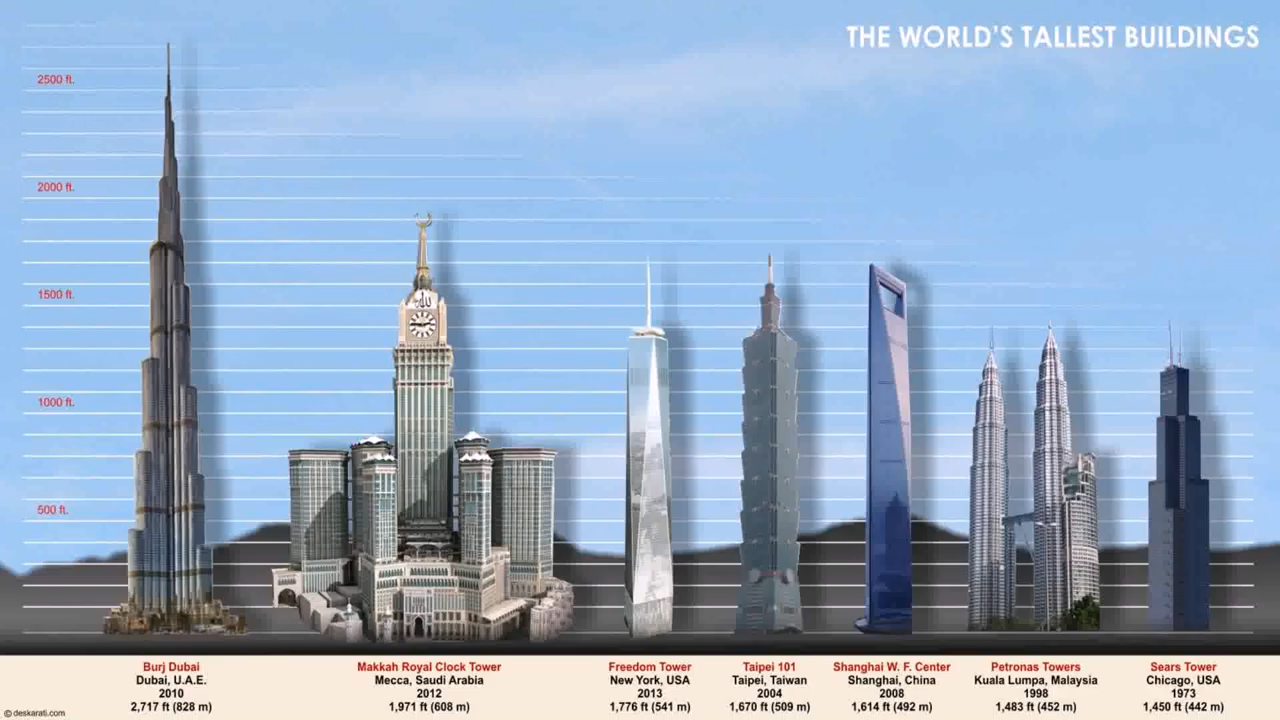 THE WORLD'S TALLEST BUILDINGS
2500 ft.
2000 ft.
1500 ft.
1000 ft.
500 ft.
Burj Dubai
Dubai, U.A.E.
2010
2,717 ft (828 m)
Makkah Royal Clock Tower
Mecca, Saudi Arabia
2012
1,971 ft (608 m)
Freedom Tower
New York, USA
2013
1,776 ft (541 m)
Taipei 101
Taipei, Taiwan
2004
1,670 ft (509 m)
Shanghai W. F. Center
Shanghai, China
2008
1,614 ft (492 m)
Petronas Towers
Kuala Lumpa, Malaysia
1998
1,483 ft (452 m)
Sears Tower
Chicago, USA
1973
1,450 ft (442 m)
© deskarati.com